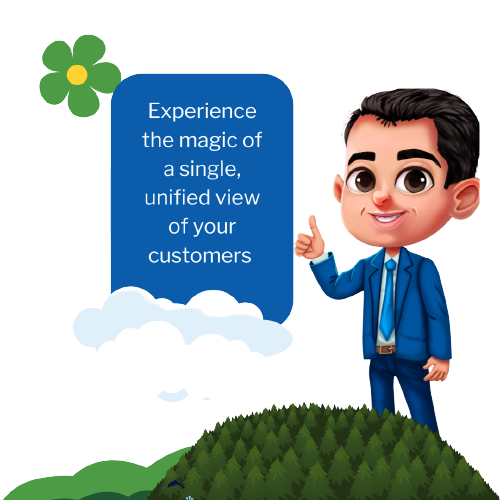 Experience
the magic of
a single,
unified view
of your
customers